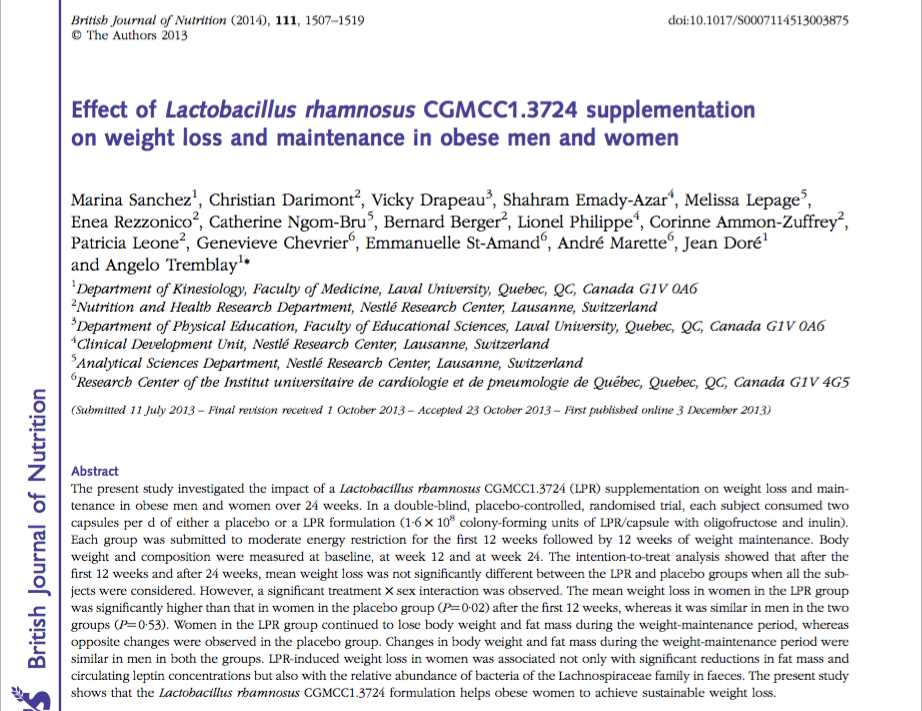 British Journal of Nutrition (2014), 111, 1507–1519
doi:10.1017/S0007114513003875
© The Authors 2013
Effect of Lactobacillus rhamnosus CGMCC1.3724 supplementation
on weight loss and maintenance in obese men and women
Marina Sanchez1, Christian Darimont2, Vicky Drapeau3, Shahram Emady-Azar4, Melissa Lepage5,
Enea Rezzonico2, Catherine Ngom-Bru5, Bernard Berger2, Lionel Philippe4, Corinne Ammon-Zuffrey2,
Patricia Leone2, Genevieve Chevrier6, Emmanuelle St-Amand6, André Marette6, Jean Doré1
and Angelo Tremblay1*
1Department of Kinesiology, Faculty of Medicine, Laval University, Quebec, QC, Canada G1V 0A6
2Nutrition and Health Research Department, Nestlé Research Center, Lausanne, Switzerland
3Department of Physical Education, Faculty of Educational Sciences, Laval University, Quebec, QC, Canada G1V 0A6
4Clinical Development Unit, Nestlé Research Center, Lausanne, Switzerland
5Analytical Sciences Department, Nestlé Research Center, Lausanne, Switzerland
6Research Center of the Institut universitaire de cardiologie et de pneumologie de Québec, Quebec, QC, Canada G1V 4G5
(Submitted 11 July 2013 – Final revision received 1 October 2013 – Accepted 23 October 2013 – First published online 3 December 2013)
Abstract
The present study investigated the impact of a Lactobacillus rhamnosus CGMCC1.3724 (LPR) supplementation on weight loss and main-
tenance in obese men and women over 24 weeks. In a double-blind, placebo-controlled, randomised trial, each subject consumed two
capsules per d of either a placebo or a LPR formulation (1·6 × 10⁸ colony-forming units of LPR/capsule with oligofructose and inulin).
Each group was submitted to moderate energy restriction for the first 12 weeks followed by 12 weeks of weight maintenance. Body
weight and composition were measured at baseline, at week 12 and at week 24. The intention-to-treat analysis showed that after the
first 12 weeks and after 24 weeks, mean weight loss was not significantly different between the LPR and placebo groups when all the sub-
jects were considered. However, a significant treatment × sex interaction was observed. The mean weight loss in women in the LPR group
was significantly higher than that in women in the placebo group (P=0·02) after the first 12 weeks, whereas it was similar in men in the two
groups (P=0·53). Women in the LPR group continued to lose body weight and fat mass during the weight-maintenance period, whereas
opposite changes were observed in the placebo group. Changes in body weight and fat mass during the weight-maintenance period were
similar in men in both the groups. LPR-induced weight loss in women was associated not only with significant reductions in fat mass and
circulating leptin concentrations but also with the relative abundance of bacteria of the Lachnospiraceae family in faeces. The present study
shows that the Lactobacillus rhamnosus CGMCC1.3724 formulation helps obese women to achieve sustainable weight loss.
British Journal of Nutrition